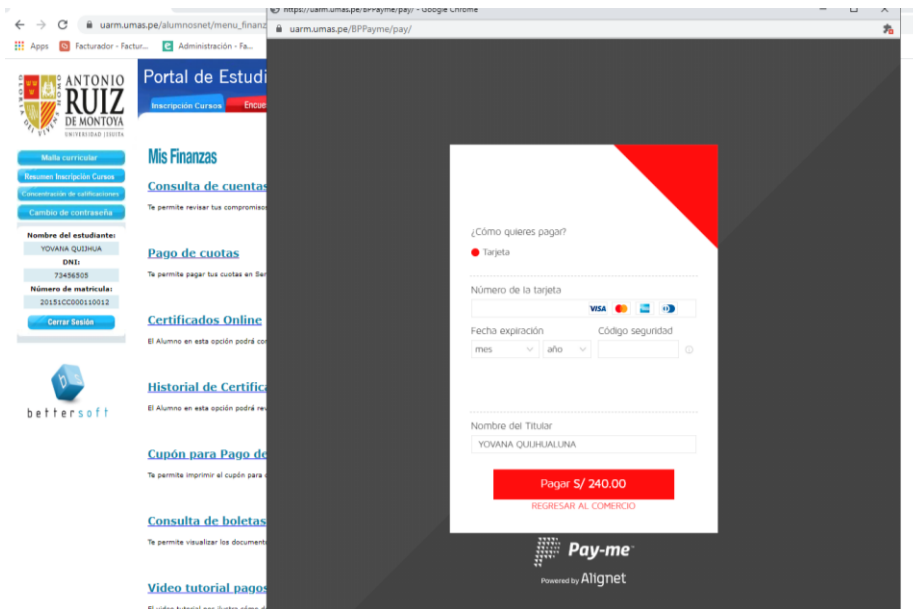 https://uarm.umas.pe/BPPayme/pay/ - Google Chrome
uarm.umas.pe/alumnosnet/menu_finanz
uarm.umas.pe/BPPayme/pay/
Apps
Facturador - Factur...
Administración - Fa...
ANTONIO
RUIZ
DE MONTOYA
UNIVERSIDAD JESUITA
Portal de Estudi
Inscripción Cursos
Encue
Malla curricular
Resumen Inscripción Cursos
Concentración de calificaciones
Cambio de contraseña
Nombre del estudiante:
YOVANA QUIJHUA
DNI:
73456505
Número de matrícula:
20151CC000110012
Cerrar Sesión
bettersoft
Mis Finanzas
Consulta de cuentas
Te permite revisar tus compromiso
Pago de cuotas
Te permite pagar tus cuotas en Ser
Certificados Online
El Alumno en esta opción podrá co
Historial de Certifica
El Alumno en esta opción podrá rev
Cupón para Pago de
Te permite imprimir el cupón para
Consulta de boletas
Te permite visualizar los document
Video tutorial pagos
¿Cómo quieres pagar?
Tarjeta
Número de la tarjeta
VISA
Fecha expiración
Código seguridad
mes
año
Nombre del Titular
YOVANA QUIJHUALUNA
Pagar S/ 240.00
REGRESAR AL COMERCIO
Pay-me
Powered by Alignet